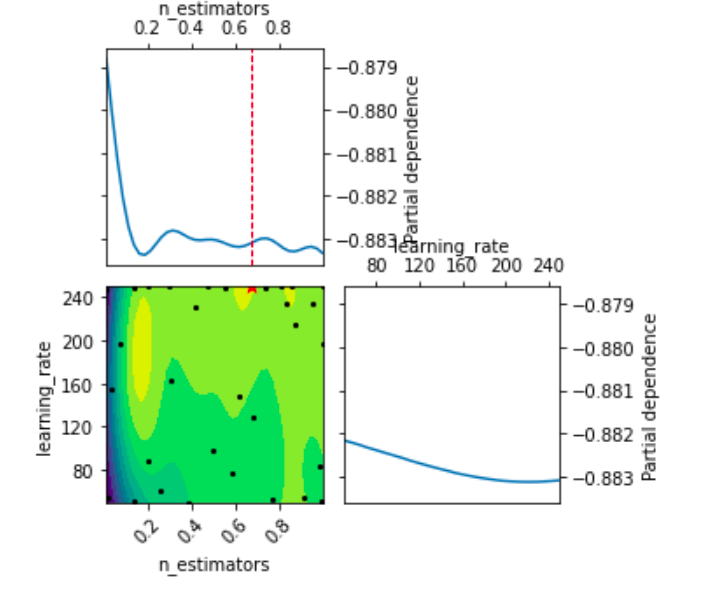 n_estimators
0.2 0.4 0.6 0.8
−0.879
−0.880
−0.881
−0.882
−0.883
Partial dependence
learning_rate
80 120 160 200 240
240
200
160
120
80
learning_rate
0.2 0.4 0.6 0.8
n_estimators
−0.879
−0.880
−0.881
−0.882
−0.883
Partial dependence